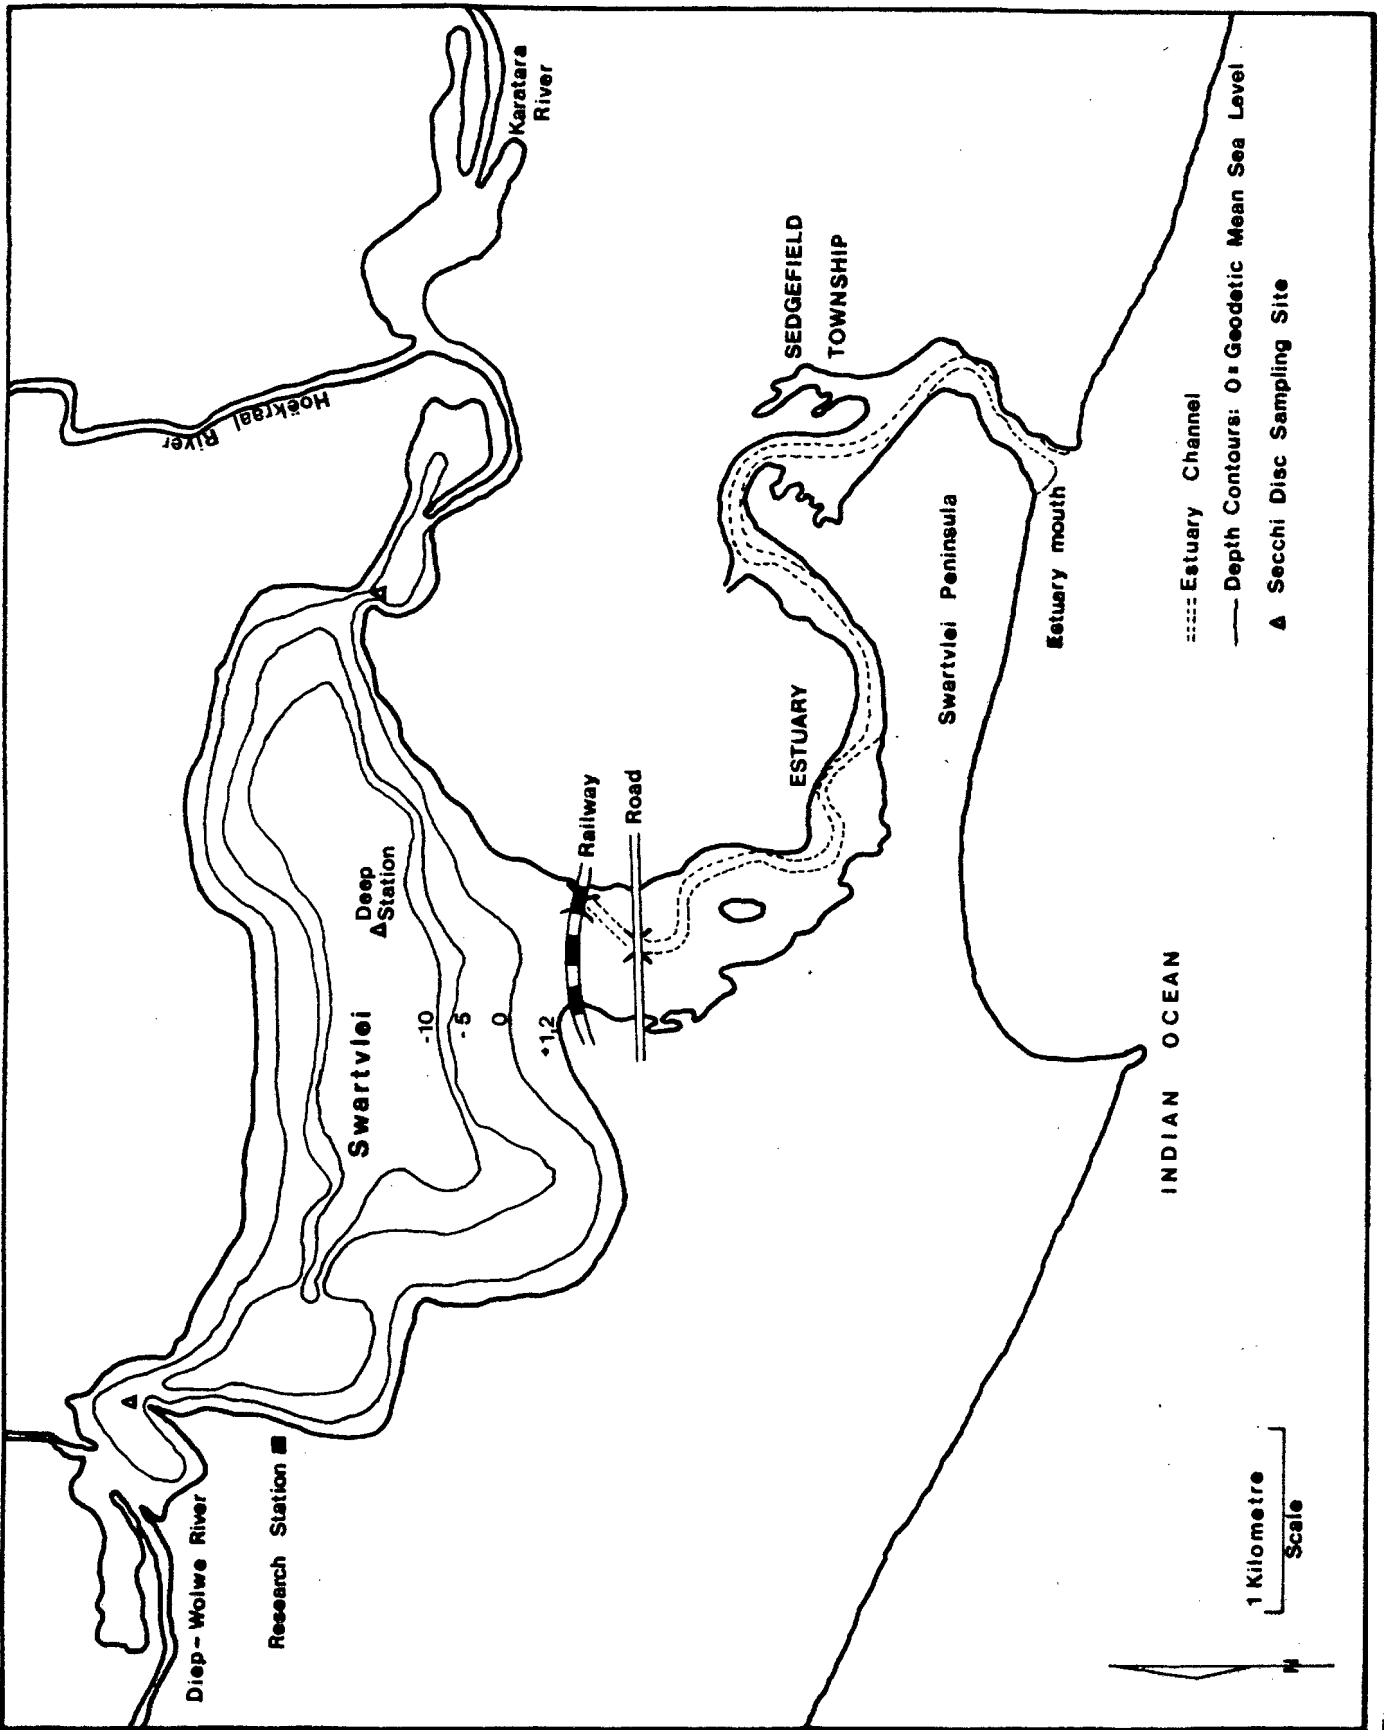 Karatara
River
Hoëkraal River
SEDGEFIELD
TOWNSHIP
Swartvlei
Deep
Station
-10
-5
0
+1,2
Railway
Road
ESTUARY
Swartvlei Peninsula
Estuary mouth
Diep-Wolwe River
Research Station
INDIAN OCEAN
Estuary Channel
Depth Contours: 0= Geodetic Mean Sea Level
Secchi Disc Sampling Site
1 Kilometre
Scale
N